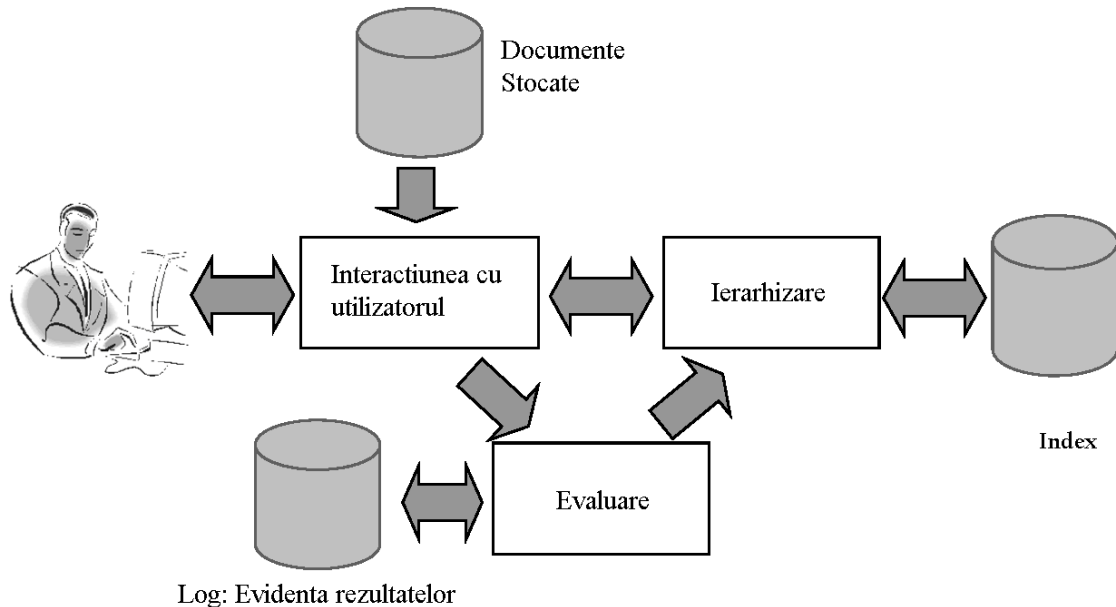 Documente
Stocate
Interactiunea cu
utilizatorul
Ierarhizare
Index
Evaluare
Log: Evidenta rezultatelor